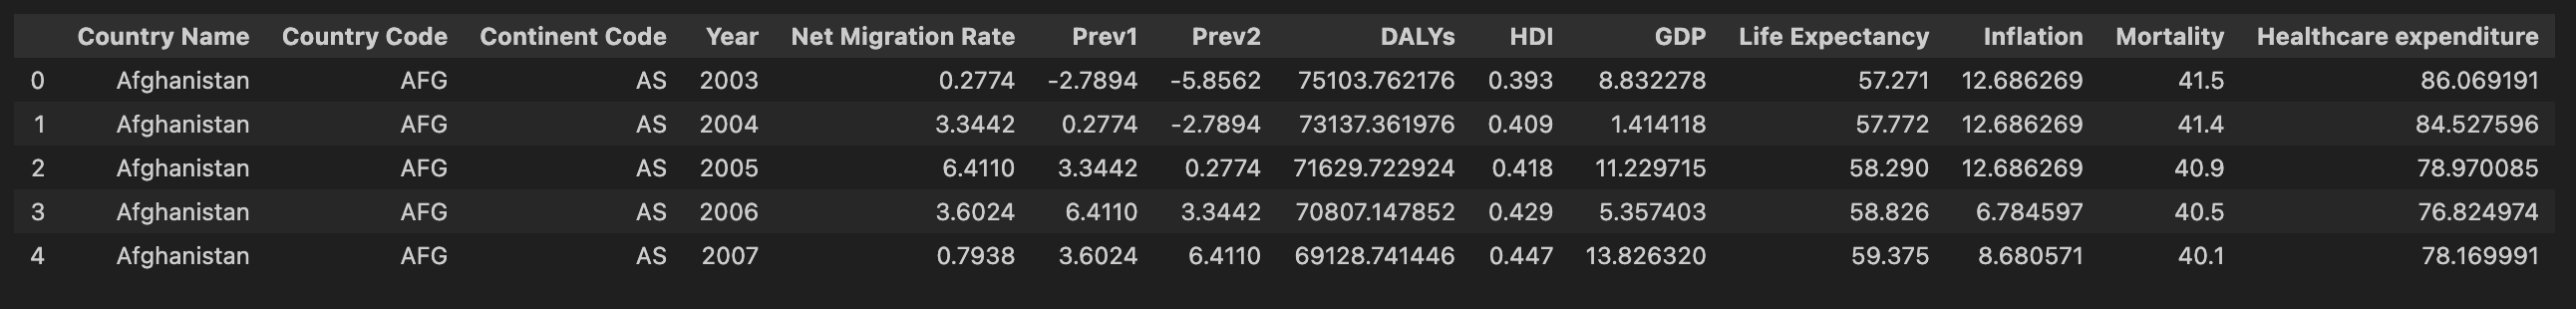 Country Name Country Code Continent Code Year Net Migration Rate Prev1 Prev2 DALYs HDI GDP Life Expectancy Inflation Mortality Healthcare expenditure
0 Afghanistan AFG AS 2003 0.2774 -2.7894 -5.8562 75103.762176 0.393 8.832278 57.271 12.686269 41.5 86.069191
1 Afghanistan AFG AS 2004 3.3442 0.2774 -2.7894 73137.361976 0.409 1.414118 57.772 12.686269 41.4 84.527596
2 Afghanistan AFG AS 2005 6.4110 3.3442 0.2774 71629.722924 0.418 11.229715 58.290 12.686269 40.9 78.970085
3 Afghanistan AFG AS 2006 3.6024 6.4110 3.3442 70807.147852 0.429 5.357403 58.826 6.784597 40.5 76.824974
4 Afghanistan AFG AS 2007 0.7938 3.6024 6.4110 69128.741446 0.447 13.826320 59.375 8.680571 40.1 78.169991